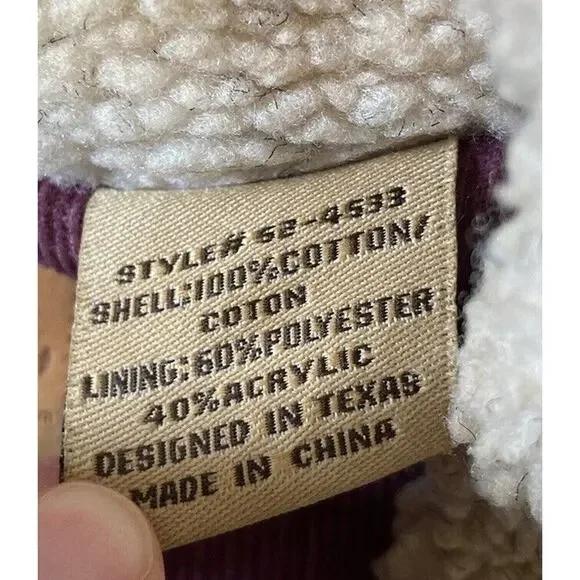 STYLE# 52-4533
SHELL:100%COTTON/
COTON
LINING:60%POLYESTER
40%ACRYLIC
DESIGNED IN TEXAS
MADE IN CHINA